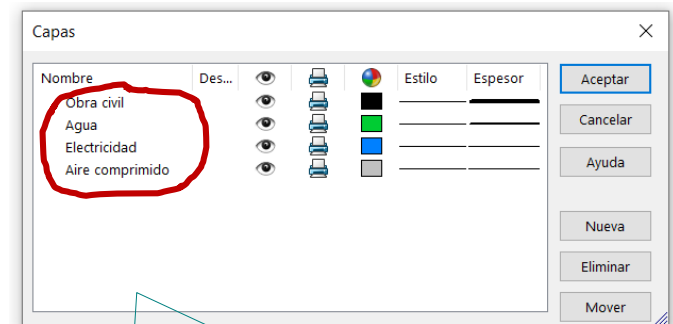 Capas
Nombre Des... Estilo Espesor
Obra civil
Agua
Electricidad
Aire comprimido
Aceptar
Cancelar
Ayuda
Nueva
Eliminar
Mover